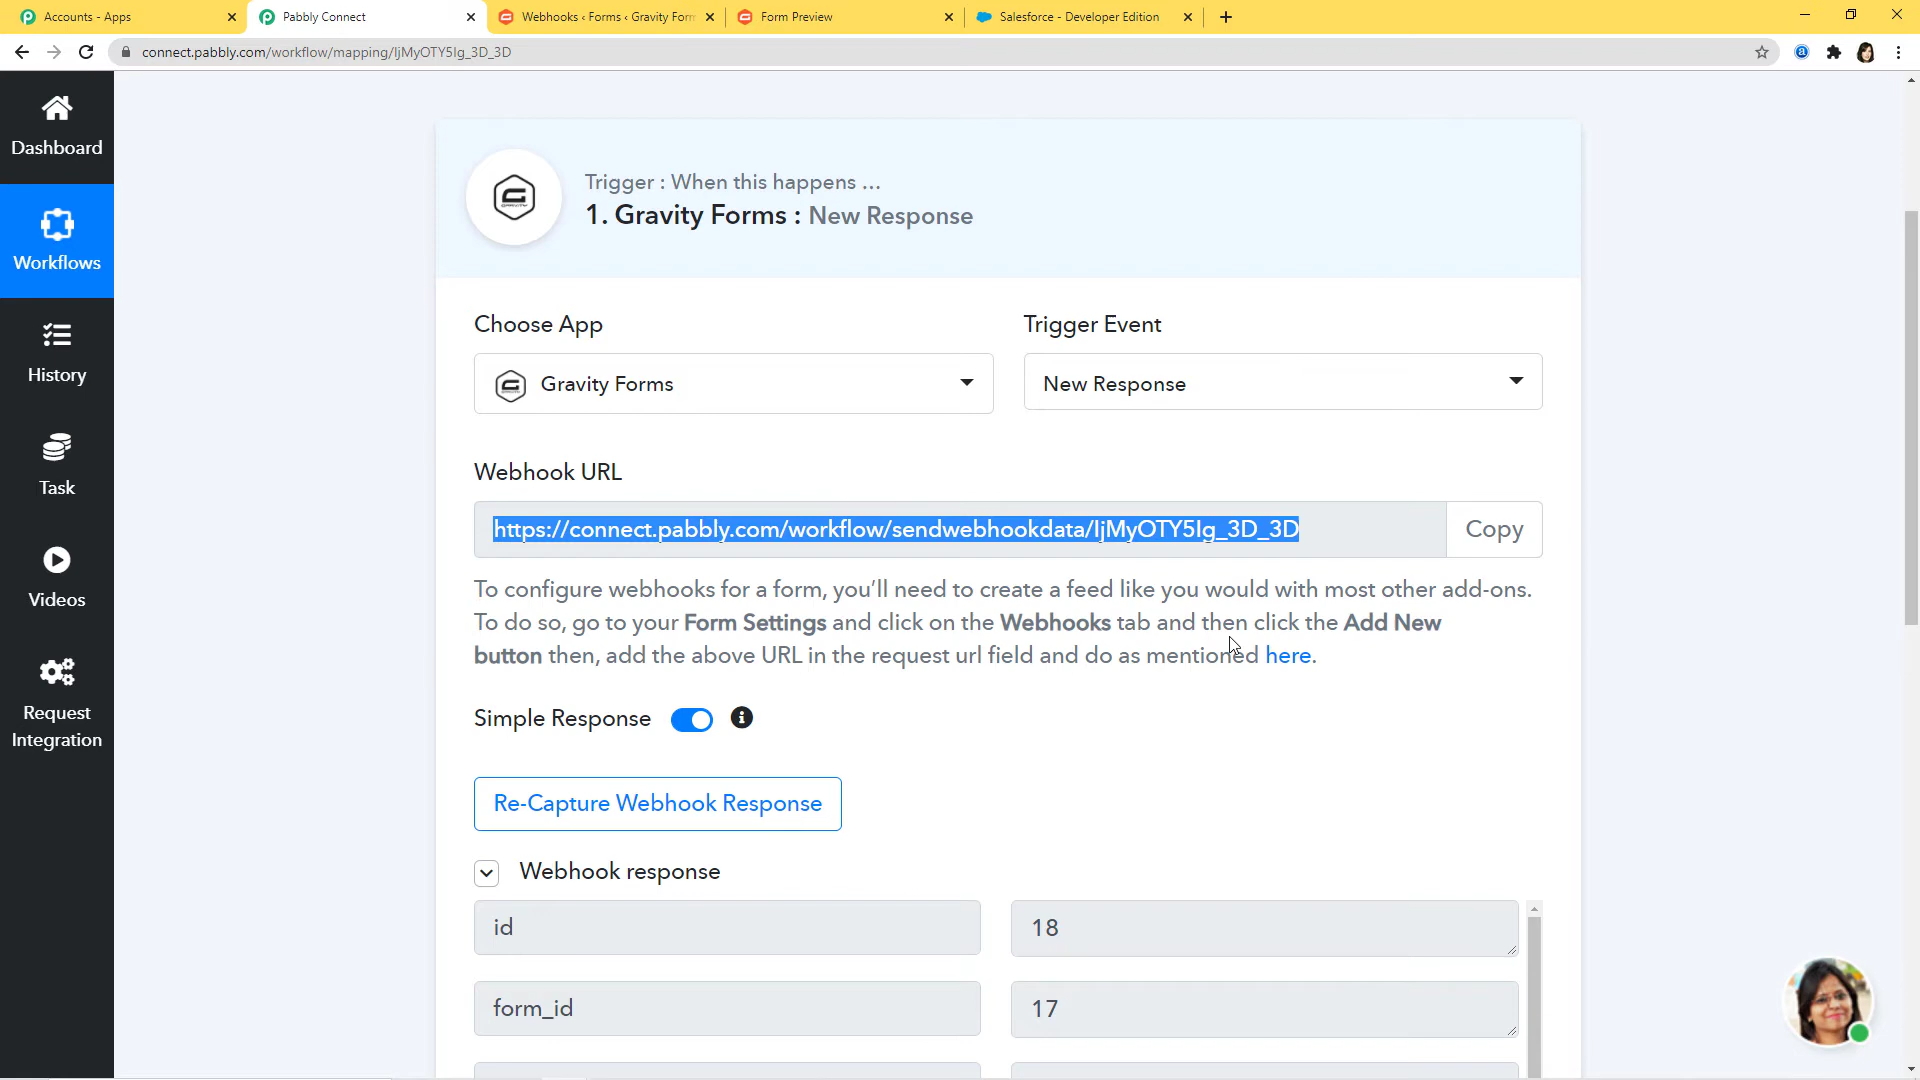 Accounts - Apps
Pabbly Connect
Webhooks ‹ Forms ‹ Gravity Form
Form Preview
Salesforce - Developer Edition
connect.pabbly.com/workflow/mapping/IjMyOTY5Ig_3D_3D
Dashboard
Workflows
History
Task
Videos
Request
Integration
Trigger : When this happens ...
1. Gravity Forms : New Response
Choose App
Trigger Event
Gravity Forms
New Response
Webhook URL
https://connect.pabbly.com/workflow/sendwebhookdata/IjMyOTY5Ig_3D_3D
Copy
To configure webhooks for a form, you'll need to create a feed like you would with most other add-ons.
To do so, go to your Form Settings and click on the Webhooks tab and then click the Add New
button then, add the above URL in the request url field and do as mentioned here.
Simple Response
Re-Capture Webhook Response
Webhook response
id
18
form_id
17